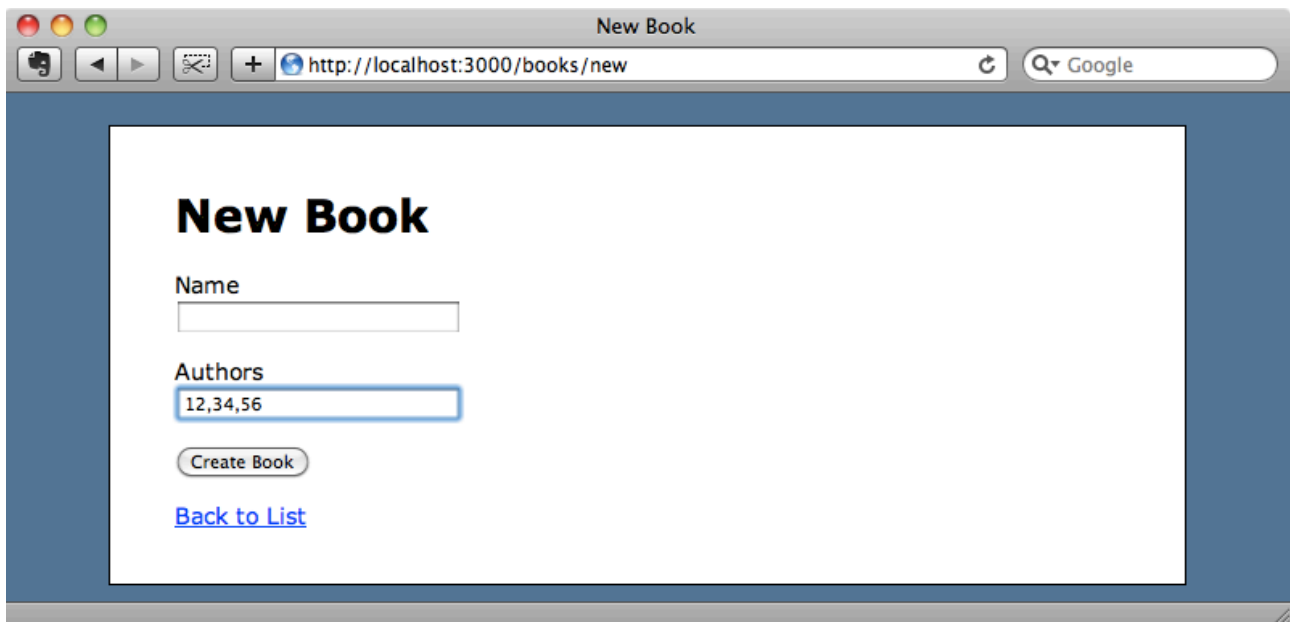 New Book
+ http://localhost:3000/books/new Google
New Book
Name
Authors
12,34,56
Create Book
Back to List